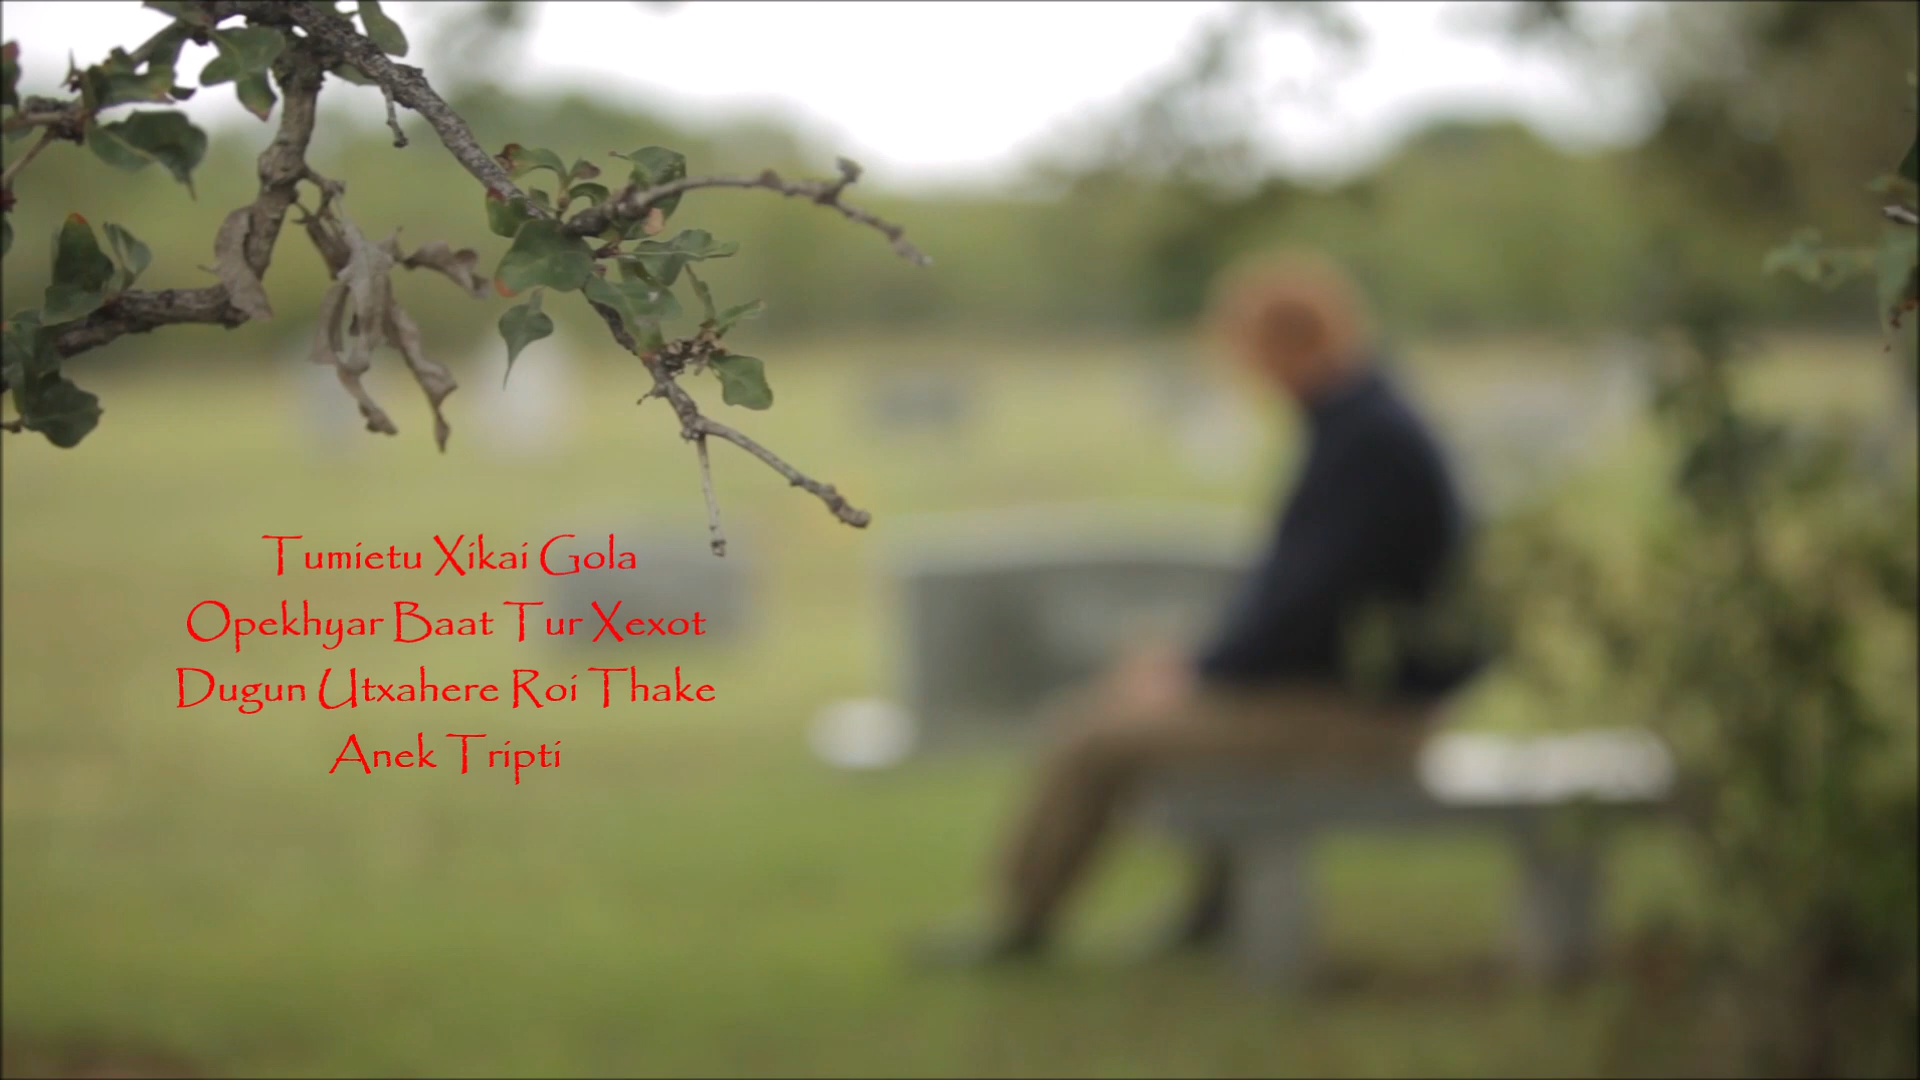 Tumietu Xikai Gola
Opekhyar Baat Tur Xexot
Dugun Utxahere Roi Thake
Anek Tripti